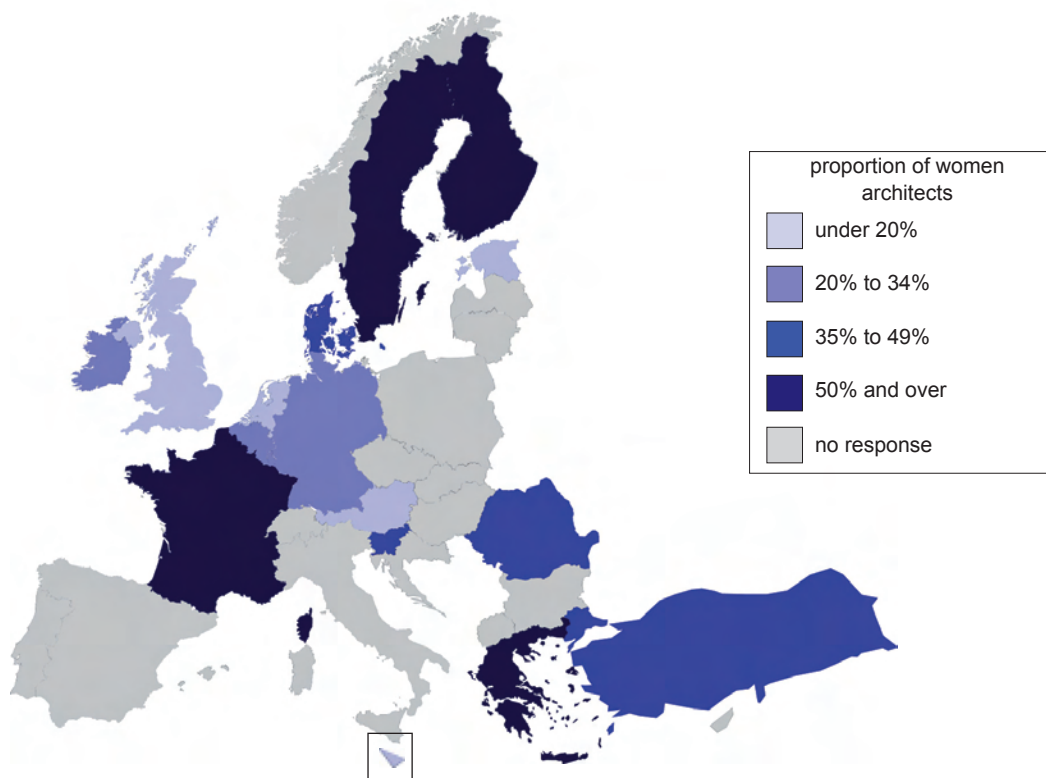 proportion of women
architects
under 20%
20% to 34%
35% to 49%
50% and over
no response